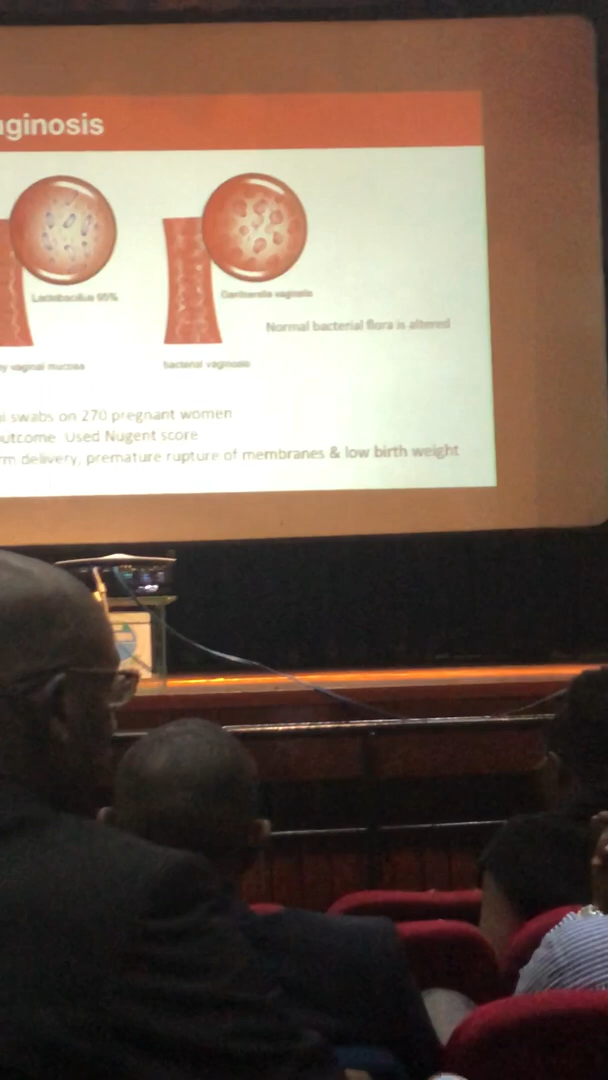 aginosis
Lactobacillus 95%
Gardnerella vaginalis
Normal bacterial flora is altered
vaginal mucosa
bacterial vaginosis
swabs on 270 pregnant women
outcome Used Nugent score
rm delivery, premature rupture of membranes & low birth weight